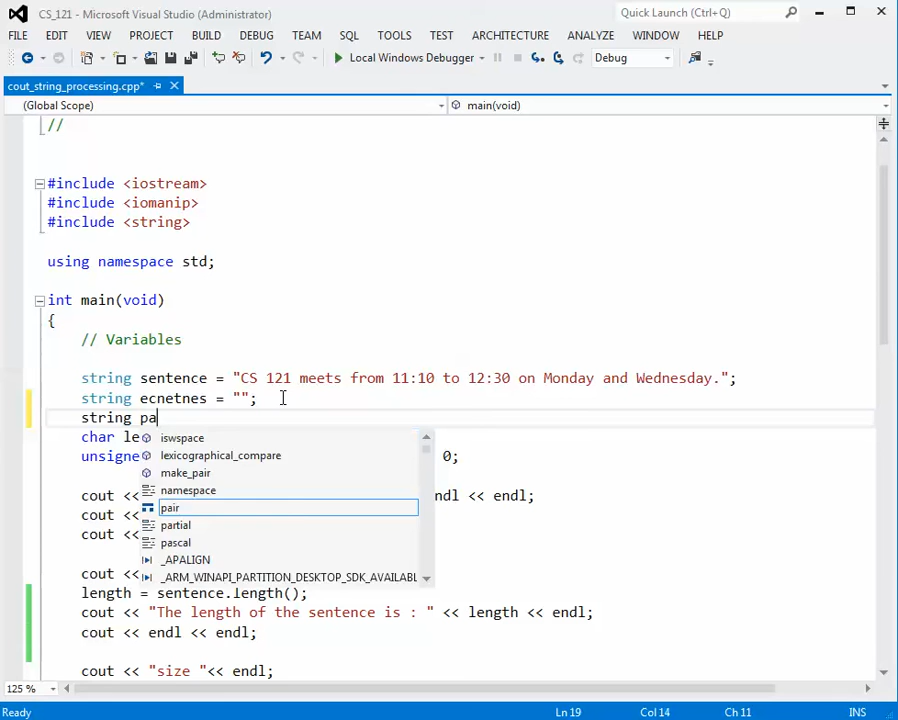 CS_121 - Microsoft Visual Studio (Administrator)
Quick Launch (Ctrl+Q)
FILE EDIT VIEW PROJECT BUILD DEBUG TEAM SQL TOOLS TEST ARCHITECTURE ANALYZE WINDOW HELP
Local Windows Debugger Debug
cout_string_processing.cpp*
(Global Scope) main(void)
//
#include <iostream>
#include <iomanip>
#include <string>
using namespace std;
int main(void)
{
// Variables
string sentence = "CS 121 meets from 11:10 to 12:30 on Monday and Wednesday.";
string ecnetnes = "";
string pa
char le
iswspace
unsigne 0;
lexicographical_compare
make_pair
namespace
cout << ndl << endl;
pair
cout <<
partial
cout <<
pascal
_APALIGN
cout <<
_ARM_WINAPI_PARTITION_DESKTOP_SDK_AVAILABL
length = sentence.length();
cout << "The length of the sentence is : " << length << endl;
cout << endl << endl;
cout << "size "<< endl;
125 %
Ready Ln 19 Col 14 Ch 11 INS